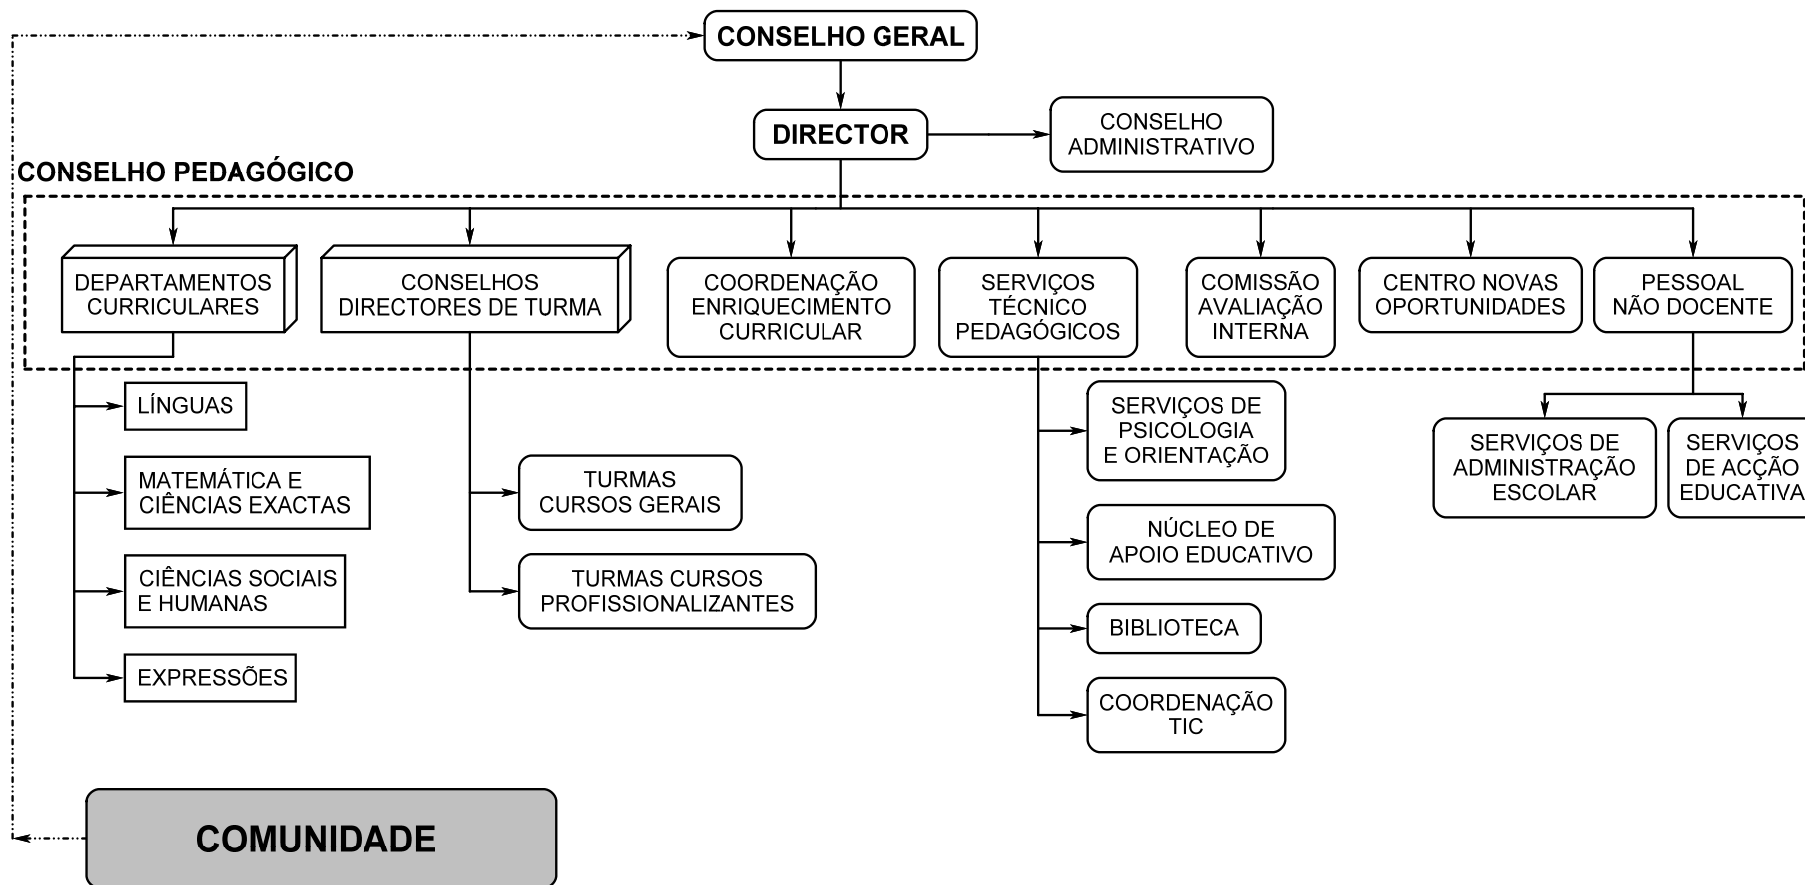 CONSELHO GERAL
DIRECTOR
CONSELHO
ADMINISTRATIVO
CONSELHO PEDAGÓGICO
DEPARTAMENTOS
CURRICULARES
CONSELHOS
DIRECTORES DE TURMA
COORDENAÇÃO
ENRIQUECIMENTO
CURRICULAR
SERVIÇOS
TÉCNICO
PEDAGÓGICOS
COMISSÃO
AVALIAÇÃO
INTERNA
CENTRO NOVAS
OPORTUNIDADES
PESSOAL
NÃO DOCENTE
LÍNGUAS
MATEMÁTICA E
CIÊNCIAS EXACTAS
CIÊNCIAS SOCIAIS
E HUMANAS
EXPRESSÕES
TURMAS
CURSOS GERAIS
TURMAS CURSOS
PROFISSIONALIZANTES
SERVIÇOS DE
PSICOLOGIA
E ORIENTAÇÃO
NÚCLEO DE
APOIO EDUCATIVO
BIBLIOTECA
COORDENAÇÃO
TIC
SERVIÇOS DE
ADMINISTRAÇÃO
ESCOLAR
SERVIÇOS
DE ACÇÃO
EDUCATIVA
COMUNIDADE